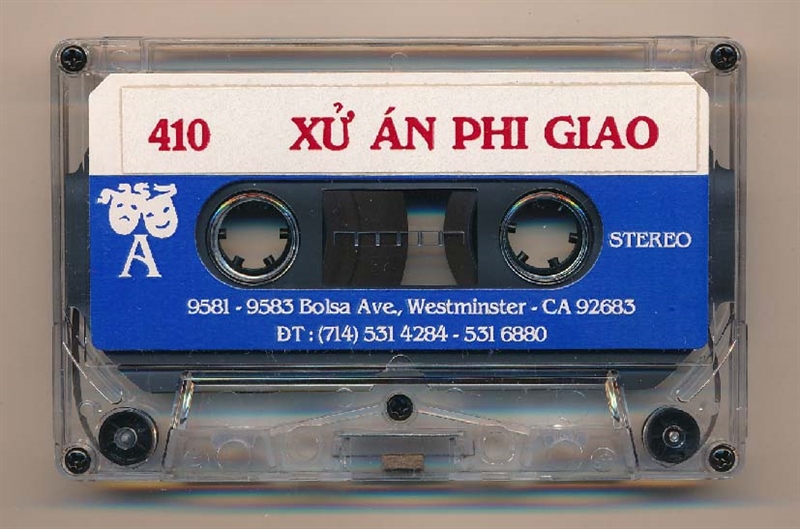 410 XỬ ÁN PHI GIAO
A
STEREO
9581 - 9583 Bolsa Ave., Westminster - CA 92683
ĐT : (714) 531 4284 - 531 6880